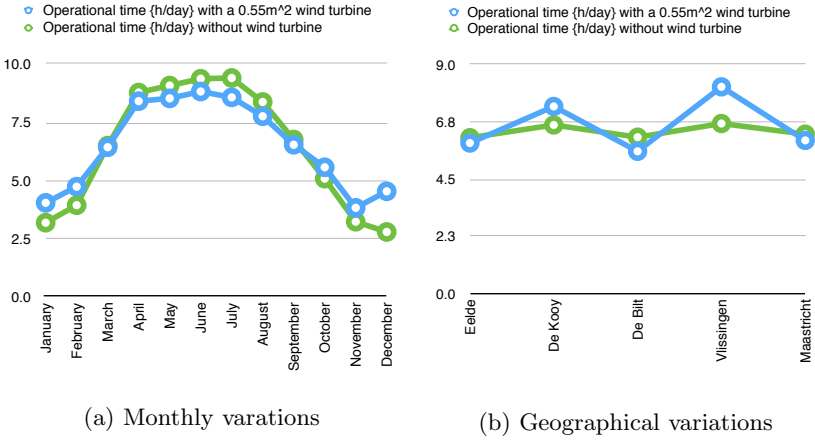 Operational time {h/day} with a 0.55m^2 wind turbine
Operational time {h/day} without wind turbine
10.0
7.5
5.0
2.5
0.0
January
February
March
April
May
June
July
August
September
October
November
December
(a) Monthly varations
Operational time {h/day} with a 0.55m^2 wind turbine
Operational time {h/day} without wind turbine
9.0
6.8
4.5
2.3
0.0
Eelde
De Kooy
De Bilt
Vlissingen
Maastricht
(b) Geographical variations